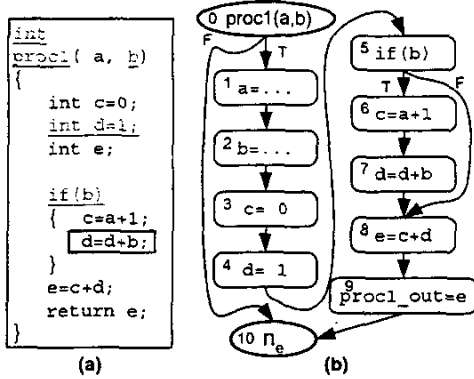 int
proc1( a, b)
{
int c=0;
int d=1;
int e;
if(b)
{ c=a+1;
d=d+b;
}
e=c+d;
return e;
}
(a)
0 proc1(a,b)
F
T
1 a=...
2 b=...
3 c= 0
4 d= 1
5 if(b)
T
F
6 c=a+1
7 d=d+b
8 e=c+d
9 proc1_out=e
10 ne
(b)